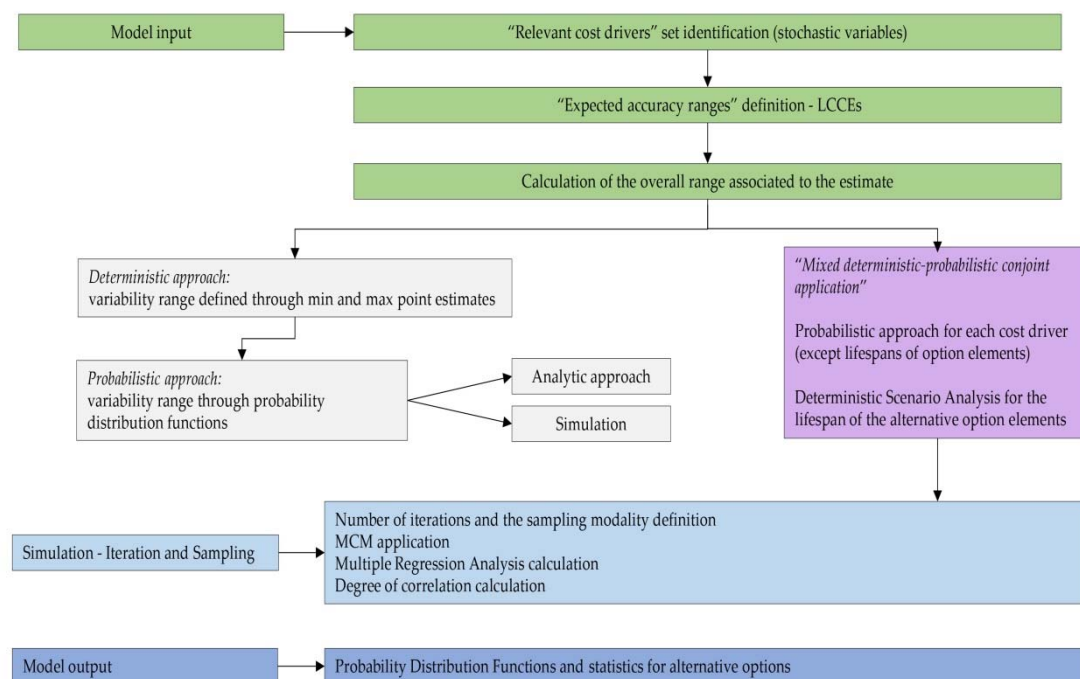 Model input
“Relevant cost drivers” set identification (stochastic variables)
“Expected accuracy ranges” definition - LCCEs
Calculation of the overall range associated to the estimate
Deterministic approach:
variability range defined through min and max point estimates
Probabilistic approach:
variability range through probability
distribution functions
Analytic approach
Simulation
“Mixed deterministic-probabilistic conjoint
application”
Probabilistic approach for each cost driver
(except lifespans of option elements)
Deterministic Scenario Analysis for the
lifespan of the alternative option elements
Simulation - Iteration and Sampling
Number of iterations and the sampling modality definition
MCM application
Multiple Regression Analysis calculation
Degree of correlation calculation
Model output
Probability Distribution Functions and statistics for alternative options